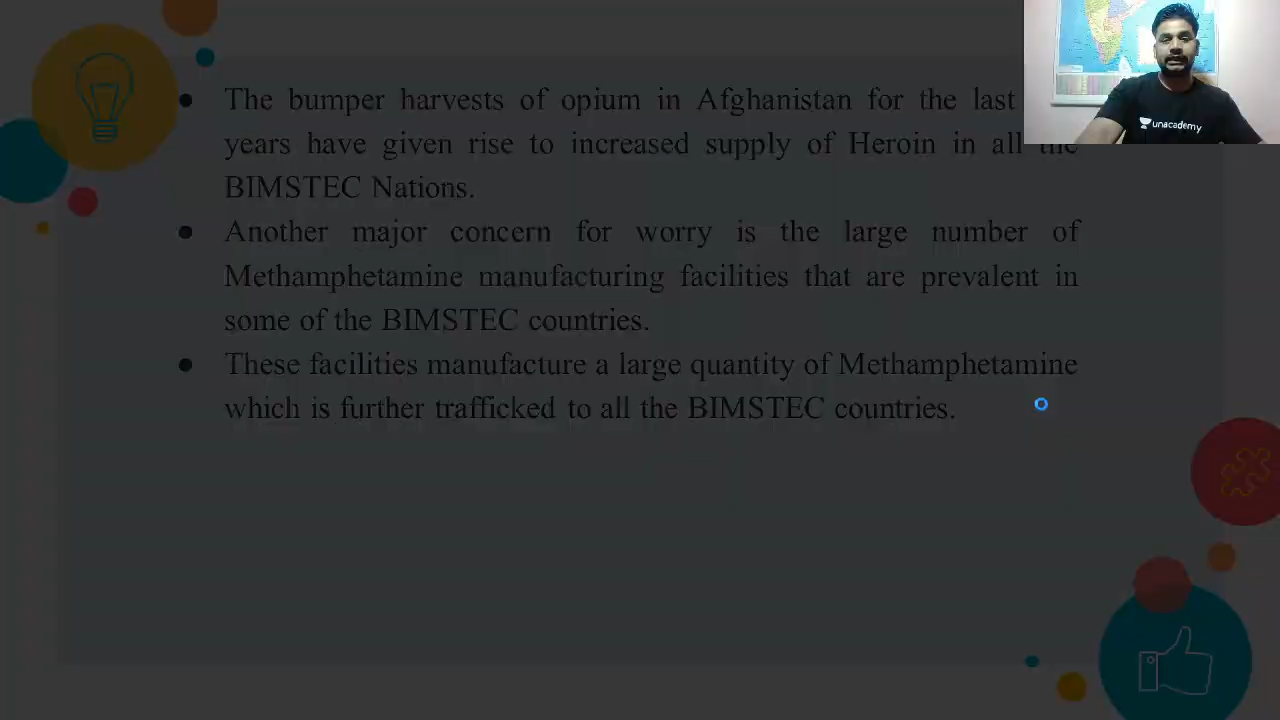 The bumper harvests of opium in Afghanistan for the last
years have given rise to increased supply of Heroin in all the
BIMSTEC Nations.
Another major concern for worry is the large number of
Methamphetamine manufacturing facilities that are prevalent in
some of the BIMSTEC countries.
These facilities manufacture a large quantity of Methamphetamine
which is further trafficked to all the BIMSTEC countries.
unacademy